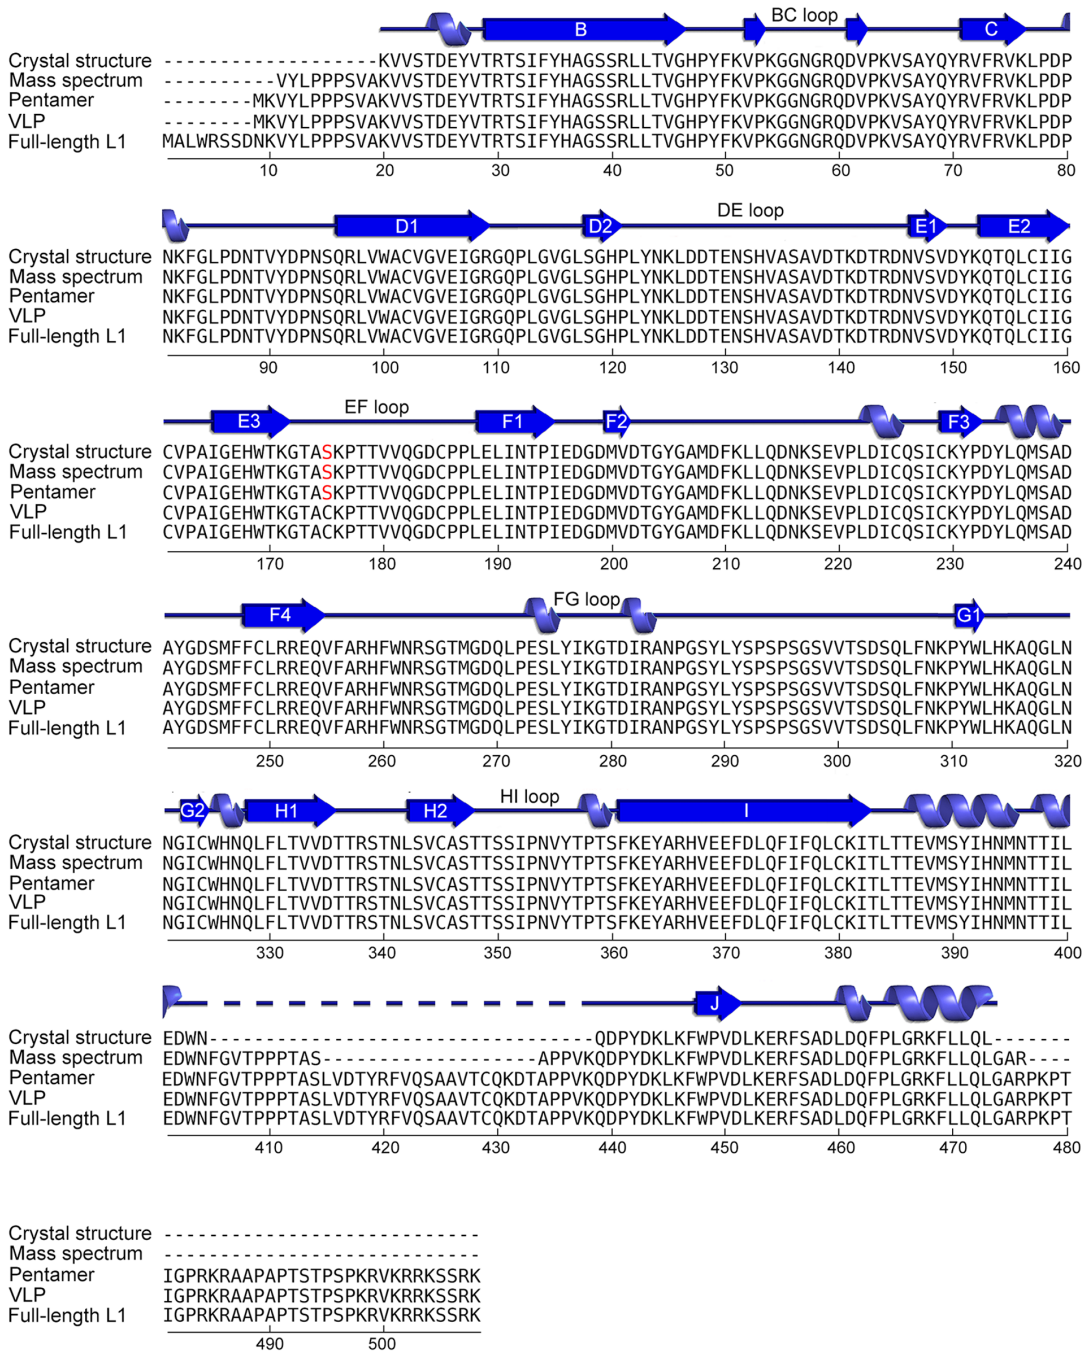 B BC loop C
Crystal structure -------------------KVVSTDEYVTRTSIFYHAGSSRLLTVGHPYFKVPKGGNGRQDVPKVSAYQYRVFRVKLPDP
Mass spectrum ----------VYLPPPSVAKVVSTDEYVTRTSIFYHAGSSRLLTVGHPYFKVPKGGNGRQDVPKVSAYQYRVFRVKLPDP
Pentamer --------MKVYLPPPSVAKVVSTDEYVTRTSIFYHAGSSRLLTVGHPYFKVPKGGNGRQDVPKVSAYQYRVFRVKLPDP
VLP --------MKVYLPPPSVAKVVSTDEYVTRTSIFYHAGSSRLLTVGHPYFKVPKGGNGRQDVPKVSAYQYRVFRVKLPDP
Full-length L1 MALWRSSDNKVYLPPPSVAKVVSTDEYVTRTSIFYHAGSSRLLTVGHPYFKVPKGGNGRQDVPKVSAYQYRVFRVKLPDP
10 20 30 40 50 60 70 80
D1 D2 DE loop E1 E2
Crystal structure NKFGLPDNTVYDPNSQRLVWACVGVEIGRGQPLGVGLSGHPLYNKLDDTENSHVASAVDTKDTRDNVSVDYKQTQLCIIG
Mass spectrum NKFGLPDNTVYDPNSQRLVWACVGVEIGRGQPLGVGLSGHPLYNKLDDTENSHVASAVDTKDTRDNVSVDYKQTQLCIIG
Pentamer NKFGLPDNTVYDPNSQRLVWACVGVEIGRGQPLGVGLSGHPLYNKLDDTENSHVASAVDTKDTRDNVSVDYKQTQLCIIG
VLP NKFGLPDNTVYDPNSQRLVWACVGVEIGRGQPLGVGLSGHPLYNKLDDTENSHVASAVDTKDTRDNVSVDYKQTQLCIIG
Full-length L1 NKFGLPDNTVYDPNSQRLVWACVGVEIGRGQPLGVGLSGHPLYNKLDDTENSHVASAVDTKDTRDNVSVDYKQTQLCIIG
90 100 110 120 130 140 150 160
E3 EF loop F1 F2 F3
Crystal structure CVPAIGEHWTKGTASKPTTVVQGDCPPLELINTPIEDGDMVDTGYGAMDFKLLQDNKSEVPLDICQSICKYPDYLQMSAD
Mass spectrum CVPAIGEHWTKGTASKPTTVVQGDCPPLELINTPIEDGDMVDTGYGAMDFKLLQDNKSEVPLDICQSICKYPDYLQMSAD
Pentamer CVPAIGEHWTKGTASKPTTVVQGDCPPLELINTPIEDGDMVDTGYGAMDFKLLQDNKSEVPLDICQSICKYPDYLQMSAD
VLP CVPAIGEHWTKGTACKPTTVVQGDCPPLELINTPIEDGDMVDTGYGAMDFKLLQDNKSEVPLDICQSICKYPDYLQMSAD
Full-length L1 CVPAIGEHWTKGTACKPTTVVQGDCPPLELINTPIEDGDMVDTGYGAMDFKLLQDNKSEVPLDICQSICKYPDYLQMSAD
170 180 190 200 210 220 230 240
F4 FG loop G1
Crystal structure AYGDSMFFCLRREQVFARHFWNRSGTMGDQLPESLYIKGTDIRANPGSYLYSPSPSGSVVTSDSQLFNKPYWLHKAQGLN
Mass spectrum AYGDSMFFCLRREQVFARHFWNRSGTMGDQLPESLYIKGTDIRANPGSYLYSPSPSGSVVTSDSQLFNKPYWLHKAQGLN
Pentamer AYGDSMFFCLRREQVFARHFWNRSGTMGDQLPESLYIKGTDIRANPGSYLYSPSPSGSVVTSDSQLFNKPYWLHKAQGLN
VLP AYGDSMFFCLRREQVFARHFWNRSGTMGDQLPESLYIKGTDIRANPGSYLYSPSPSGSVVTSDSQLFNKPYWLHKAQGLN
Full-length L1 AYGDSMFFCLRREQVFARHFWNRSGTMGDQLPESLYIKGTDIRANPGSYLYSPSPSGSVVTSDSQLFNKPYWLHKAQGLN
250 260 270 280 290 300 310 320
G2 H1 H2 HI loop I
Crystal structure NGICWHNQLFLTVVDTTRSTNLSVCASTTSSIPNVYTPTSFKEYARHVEEFDLQFIFQLCKITLTTEVMSYIHNMNTTIL
Mass spectrum NGICWHNQLFLTVVDTTRSTNLSVCASTTSSIPNVYTPTSFKEYARHVEEFDLQFIFQLCKITLTTEVMSYIHNMNTTIL
Pentamer NGICWHNQLFLTVVDTTRSTNLSVCASTTSSIPNVYTPTSFKEYARHVEEFDLQFIFQLCKITLTTEVMSYIHNMNTTIL
VLP NGICWHNQLFLTVVDTTRSTNLSVCASTTSSIPNVYTPTSFKEYARHVEEFDLQFIFQLCKITLTTEVMSYIHNMNTTIL
Full-length L1 NGICWHNQLFLTVVDTTRSTNLSVCASTTSSIPNVYTPTSFKEYARHVEEFDLQFIFQLCKITLTTEVMSYIHNMNTTIL
330 340 350 360 370 380 390 400
J
Crystal structure EDWN----------------------------------QDPYDKLKFWPVDLKERFSADLDQFPLGRKFLLQL-------
Mass spectrum EDWNFGVTPPPTAS-------------------APPVKQDPYDKLKFWPVDLKERFSADLDQFPLGRKFLLQLGAR----
Pentamer EDWNFGVTPPPTASLVDTYRFVQSAAVTCQKDTAPPVKQDPYDKLKFWPVDLKERFSADLDQFPLGRKFLLQLGARPKPT
VLP EDWNFGVTPPPTASLVDTYRFVQSAAVTCQKDTAPPVKQDPYDKLKFWPVDLKERFSADLDQFPLGRKFLLQLGARPKPT
Full-length L1 EDWNFGVTPPPTASLVDTYRFVQSAAVTCQKDTAPPVKQDPYDKLKFWPVDLKERFSADLDQFPLGRKFLLQLGARPKPT
410 420 430 440 450 460 470 480
Crystal structure ----------------------------
Mass spectrum ----------------------------
Pentamer IGPRKRAAPAPTSTPSPKRVKRRKSSRK
VLP IGPRKRAAPAPTSTPSPKRVKRRKSSRK
Full-length L1 IGPRKRAAPAPTSTPSPKRVKRRKSSRK
490 500